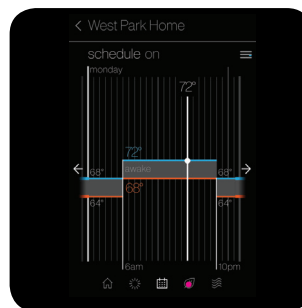 < West Park Home
schedule on
monday
72°
72°
awake
68°
68°
68°
64°
64°
6am
10pm